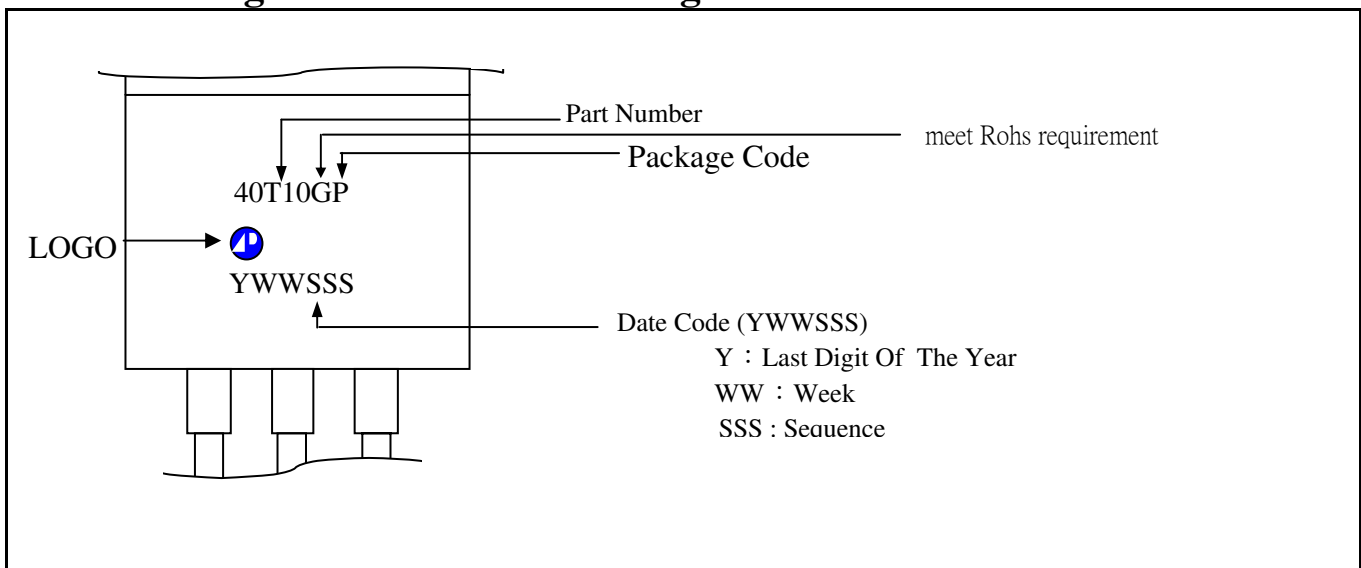 Part Number
meet Rohs requirement
Package Code
40T10GP
LOGO
YWWSSS
Date Code (YWWSSS)
Y：Last Digit Of The Year
WW：Week
SSS : Sequence